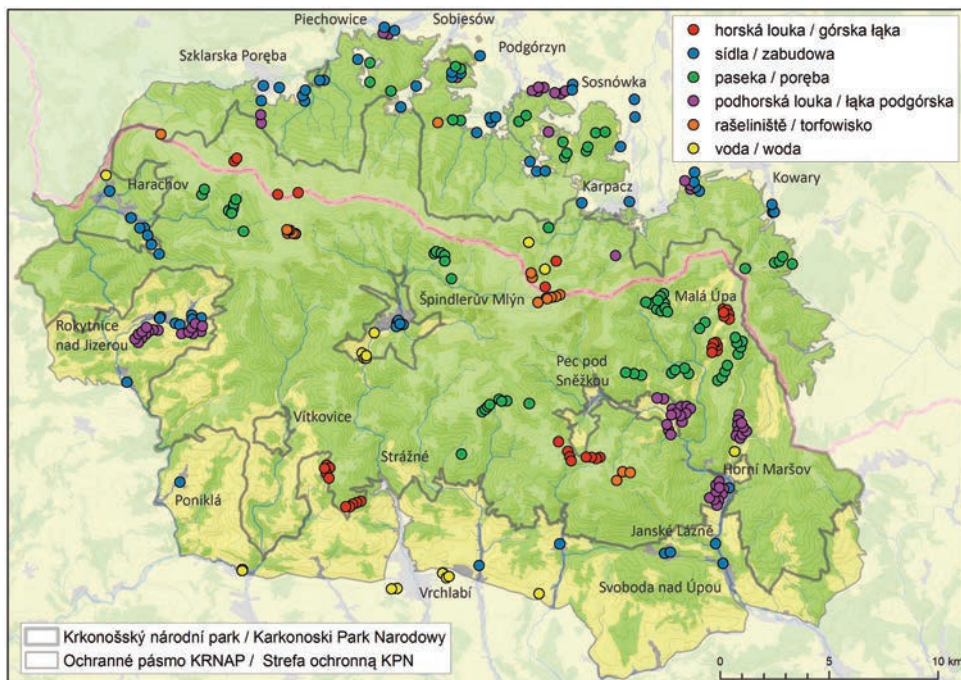 Piechowice
Sobiesów
Szklarska Poręba
Podgórzyn
Sosnówka
horská louka / górska łąka
sídla / zabudowa
paseka / poręba
podhorská louka / łąka podgórska
rašeliniště / torfowisko
voda / woda
Harachov
Karpacz
Kowary
Špindlerův Mlýn
Malá Úpa
Rokytnice
nad Jizerou
Pec pod
Sněžkou
Vítkovice
Strážné
Horní Maršov
Poniklá
Janské Lázně
Vrchlabí
Svoboda nad Úpou
Krkonošský národní park / Karkonoski Park Narodowy
Ochranné pásmo KRNAP / Strefa ochronną KPN
0 5 10 km